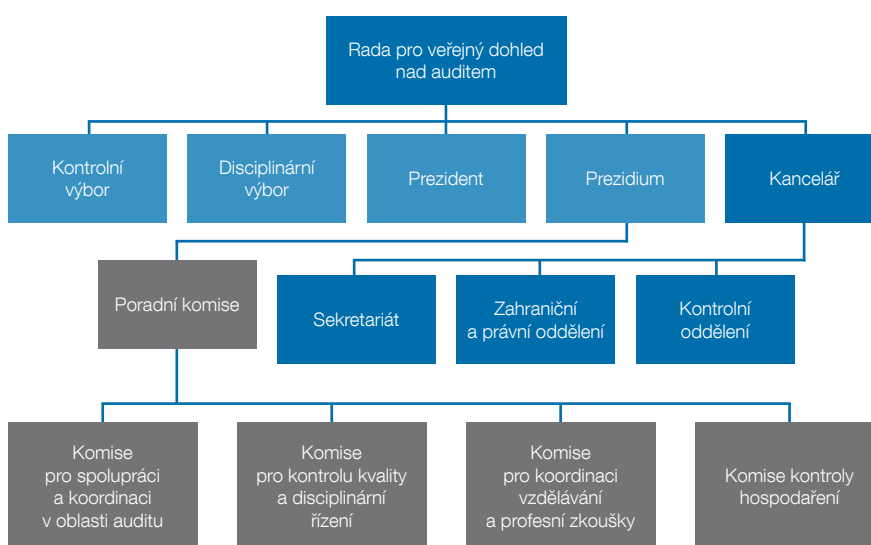 Rada pro veřejný dohled
nad auditem
Kontrolní
výbor
Disciplinární
výbor
Prezident
Prezidium
Kancelář
Poradní komise
Sekretariát
Zahraniční
a právní oddělení
Kontrolní
oddělení
Komise
pro spolupráci
a koordinaci
v oblasti auditu
Komise
pro kontrolu kvality
a disciplinární
řízení
Komise
pro koordinaci
vzdělávání
a profesní zkoušky
Komise kontroly
hospodaření